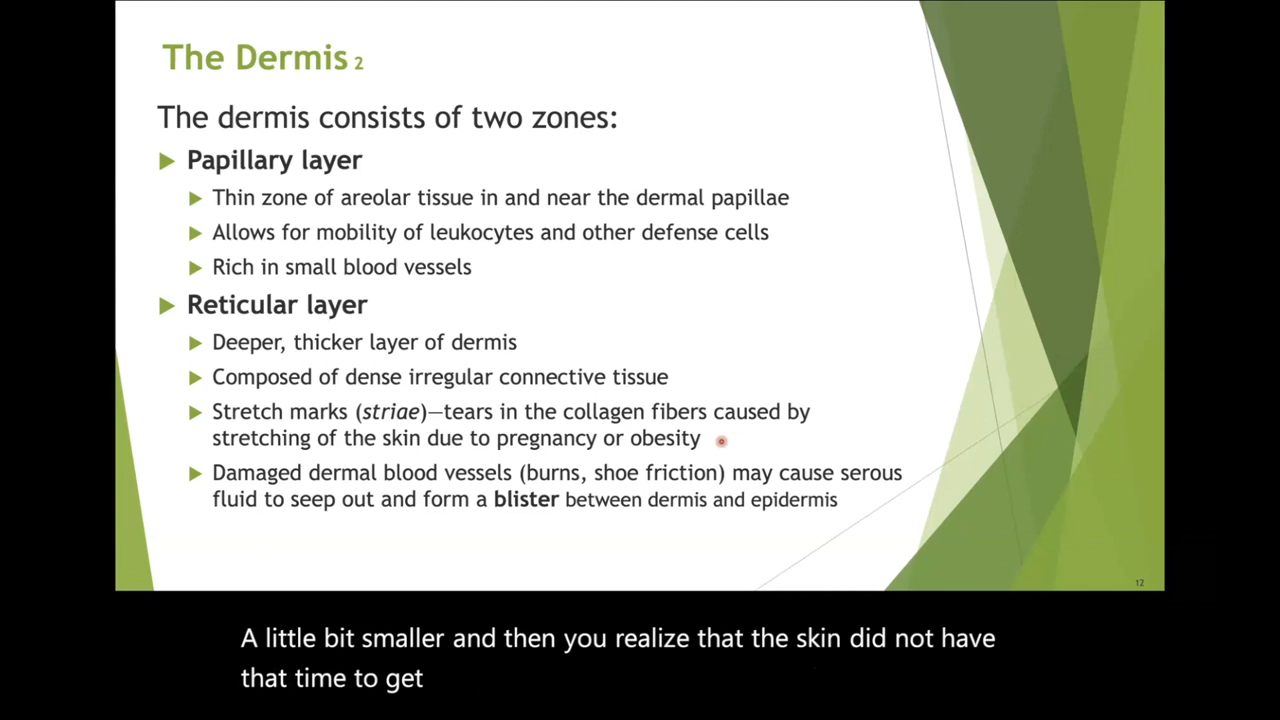 The Dermis 2
The dermis consists of two zones:
Papillary layer
Thin zone of areolar tissue in and near the dermal papillae
Allows for mobility of leukocytes and other defense cells
Rich in small blood vessels
Reticular layer
Deeper, thicker layer of dermis
Composed of dense irregular connective tissue
Stretch marks (striae)—tears in the collagen fibers caused by
stretching of the skin due to pregnancy or obesity
Damaged dermal blood vessels (burns, shoe friction) may cause serous
fluid to seep out and form a blister between dermis and epidermis
12
A little bit smaller and then you realize that the skin did not have
that time to get